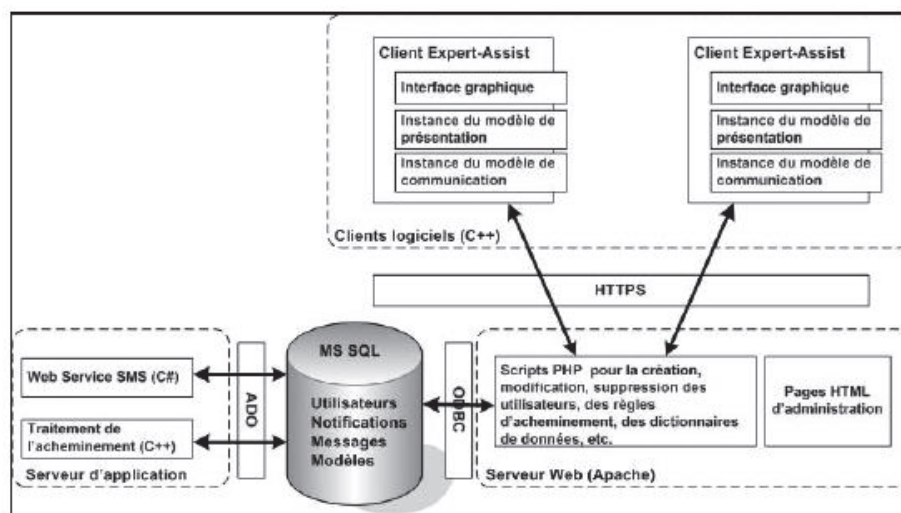 Client Expert-Assist
Interface graphique
Instance du modèle de
présentation
Instance du modèle de
communication
Client Expert-Assist
Interface graphique
Instance du modèle de
présentation
Instance du modèle de
communication
Clients logiciels (C++)
HTTPS
Web Service SMS (C#)
Traitement de
l'acheminement (C++)
Serveur d'application
ADO
MS SQL
Utilisateurs
Notifications
Messages
Modèles
ODBC
Scripts PHP pour la création,
modification, suppression des
utilisateurs, des règles
d'acheminement, des dictionnaires
de données, etc.
Pages HTML
d'administration
Serveur Web (Apache)